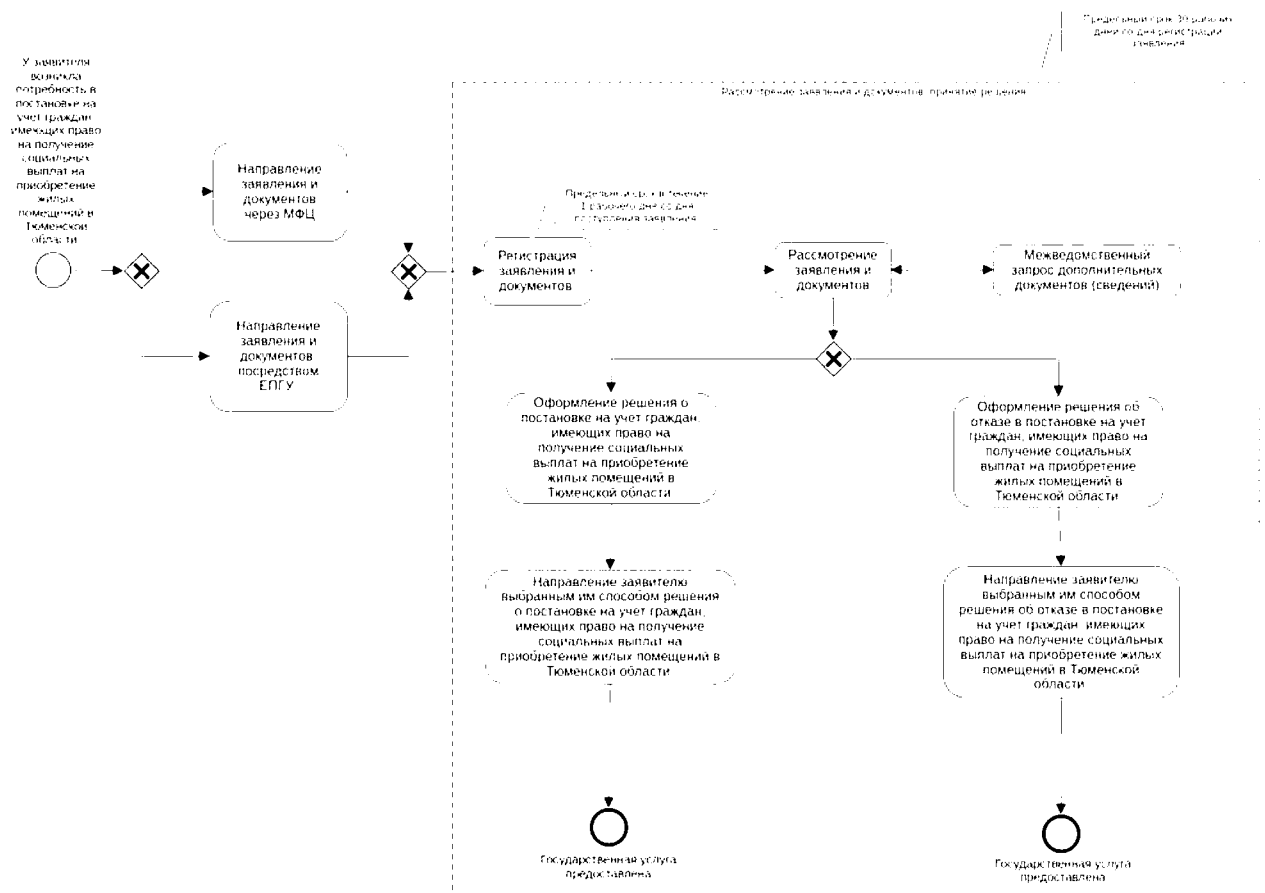 Предельный срок 30 рабочих
дней со дня регистрации
заявления
У заявителя
возникла
потребность в
постановке на
учет граждан,
имеющих право
на получение
социальных
выплат на
приобретение
жилых
помещений в
Тюменской
области
Рассмотрение заявления и документов, принятие решения
Направление
заявления и
документов
через МФЦ
Предельный срок в течение
1 рабочего дня со дня
поступления заявления
Регистрация
заявления и
документов
Рассмотрение
заявления и
документов
Межведомственный
запрос дополнительных
документов (сведений)
Направление
заявления и
документов
посредством
ЕПГУ
Оформление решения о
постановке на учет граждан,
имеющих право на
получение социальных
выплат на приобретение
жилых помещений в
Тюменской области
Оформление решения об
отказе в постановке на учет
граждан, имеющих право на
получение социальных
выплат на приобретение
жилых помещений в
Тюменской области
Направление заявителю
выбранным им способом решения
о постановке на учет граждан,
имеющих право на получение
социальных выплат на
приобретение жилых помещений в
Тюменской области
Направление заявителю
выбранным им способом
решения об отказе в постановке
на учет граждан, имеющих
право на получение социальных
выплат на приобретение жилых
помещений в Тюменской
области
Государственная услуга
предоставлена
Государственная услуга
предоставлена